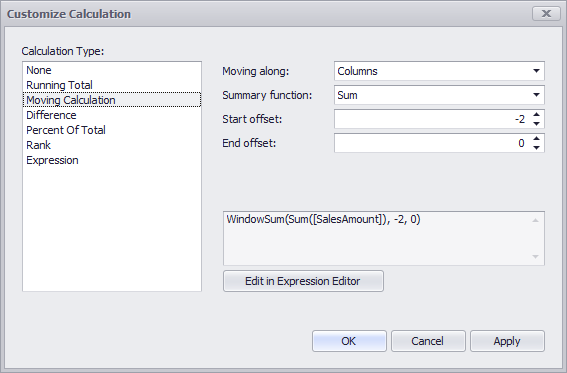 Customize Calculation
Calculation Type:
None
Running Total
Moving Calculation
Difference
Percent Of Total
Rank
Expression
Moving along: Columns
Summary function: Sum
Start offset: -2
End offset: 0
WindowSum(Sum([SalesAmount]), -2, 0)
Edit in Expression Editor
OK Cancel Apply